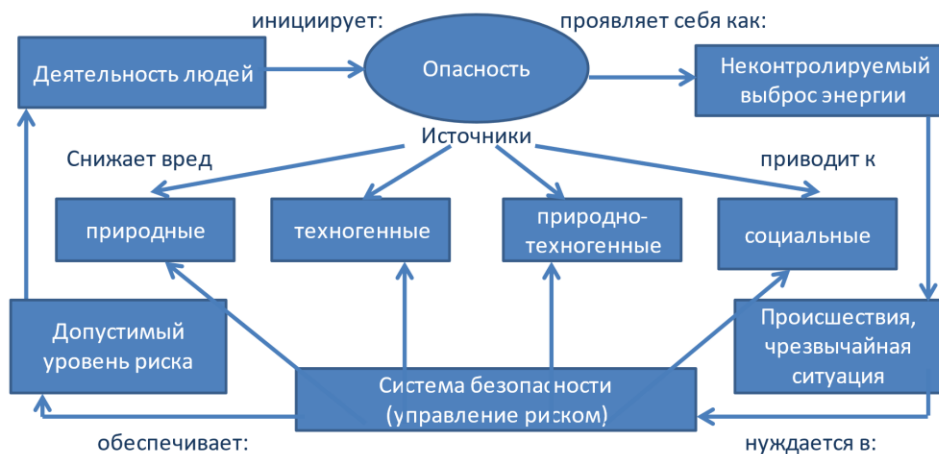 инициирует:
проявляет себя как:
Деятельность людей
Опасность
Неконтролируемый
выброс энергии
Источники
Снижает вред
приводит к
природные
техногенные
природно-
техногенные
социальные
Допустимый
уровень риска
Происшествия,
чрезвычайная
ситуация
Система безопасности
(управление риском)
обеспечивает:
нуждается в: